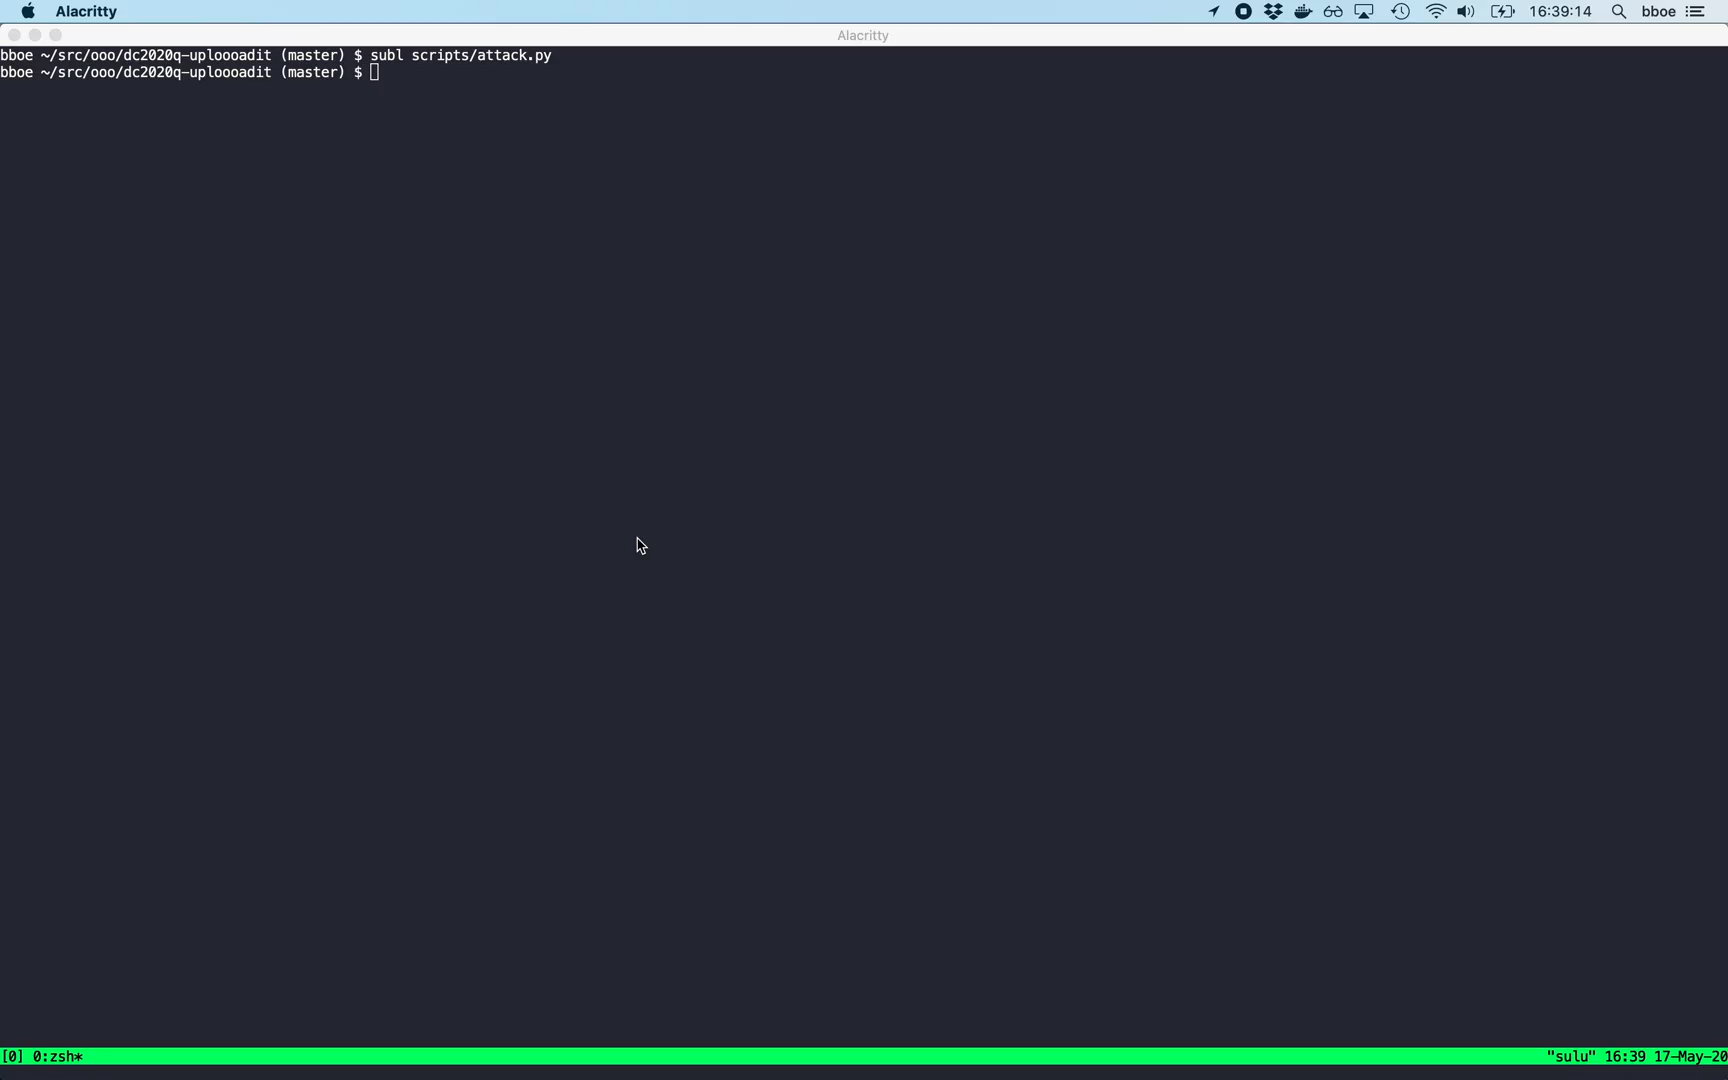 Alacritty 16:39:14 bboe
Alacritty
bboe ~/src/ooo/dc2020q-uploooadit (master) $ subl scripts/attack.py
bboe ~/src/ooo/dc2020q-uploooadit (master) $
[0] 0:zsh* "sulu" 16:39 17-May-20